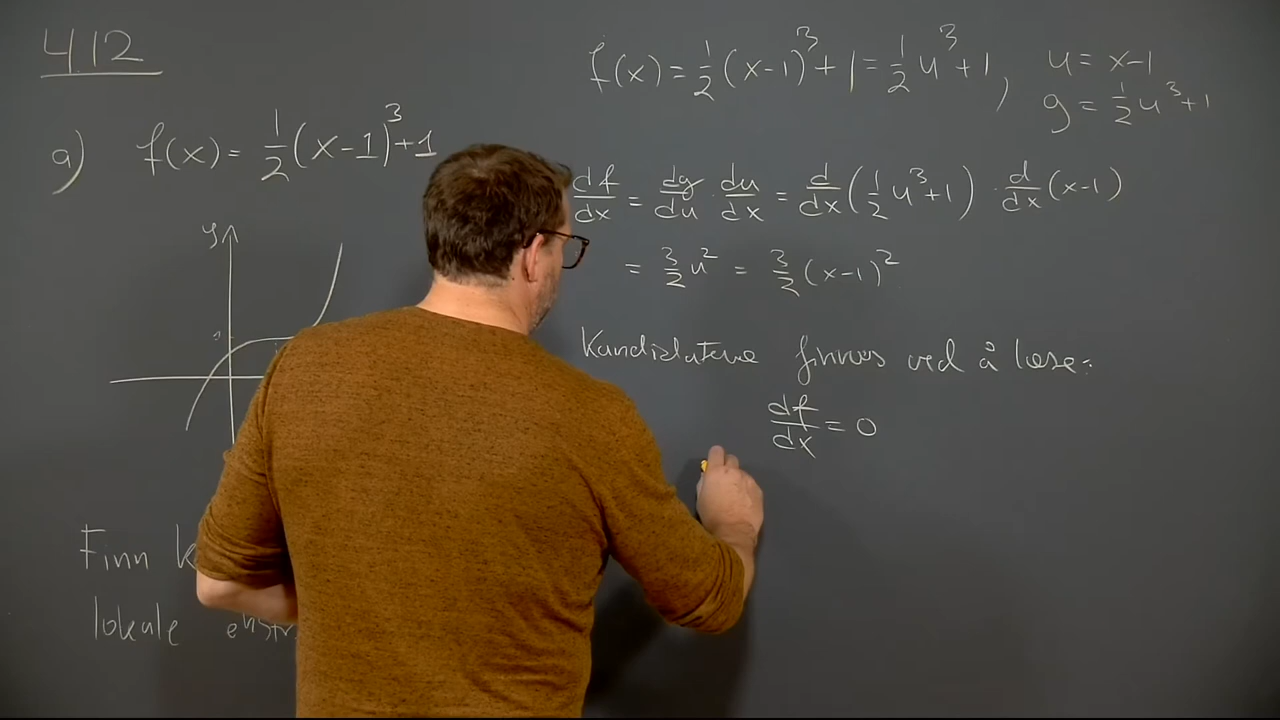 412
a) f(x) = 1/2 (x-1)^3 + 1
y
Finn
lokale
f(x) = 1/2 (x-1)^3 + 1 = 1/2 u^3 + 1, u = x-1
g = 1/2 u^3 + 1
df/dx = dg/du · du/dx = d/dx (1/2 u^3 + 1) · d/dx (x-1)
= 3/2 u^2 = 3/2 (x-1)^2
Kandidatene finnes ved å løse:
df/dx = 0